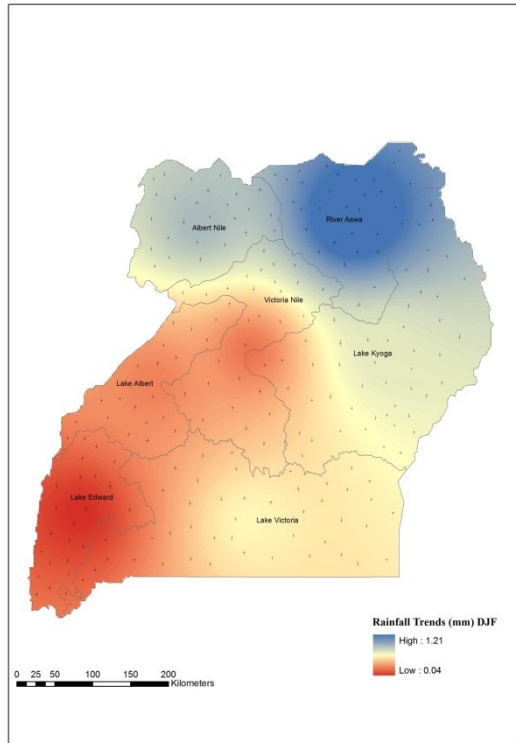 River Aswa
Albert Nile
Victoria Nile
Lake Kyoga
Lake Albert
Lake Edward
Lake Victoria
Rainfall Trends (mm) DJF
High : 1.21
Low : 0.04
0 25 50 100 150 200
Kilometers